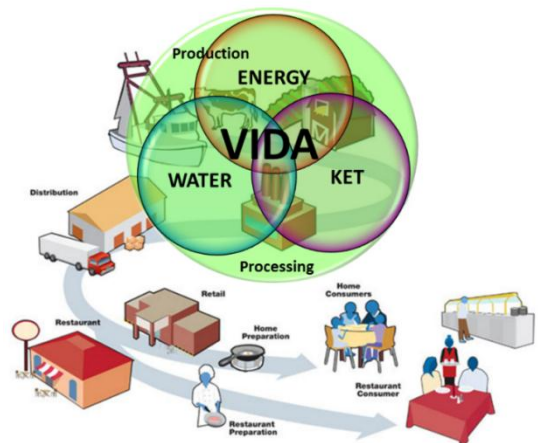 Production
ENERGY
VIDA
WATER
KET
Distribution
Processing
Retail
Home
Consumers
Restaurant
Home
Preparation
Restaurant
Consumer
Restaurant
Preparation